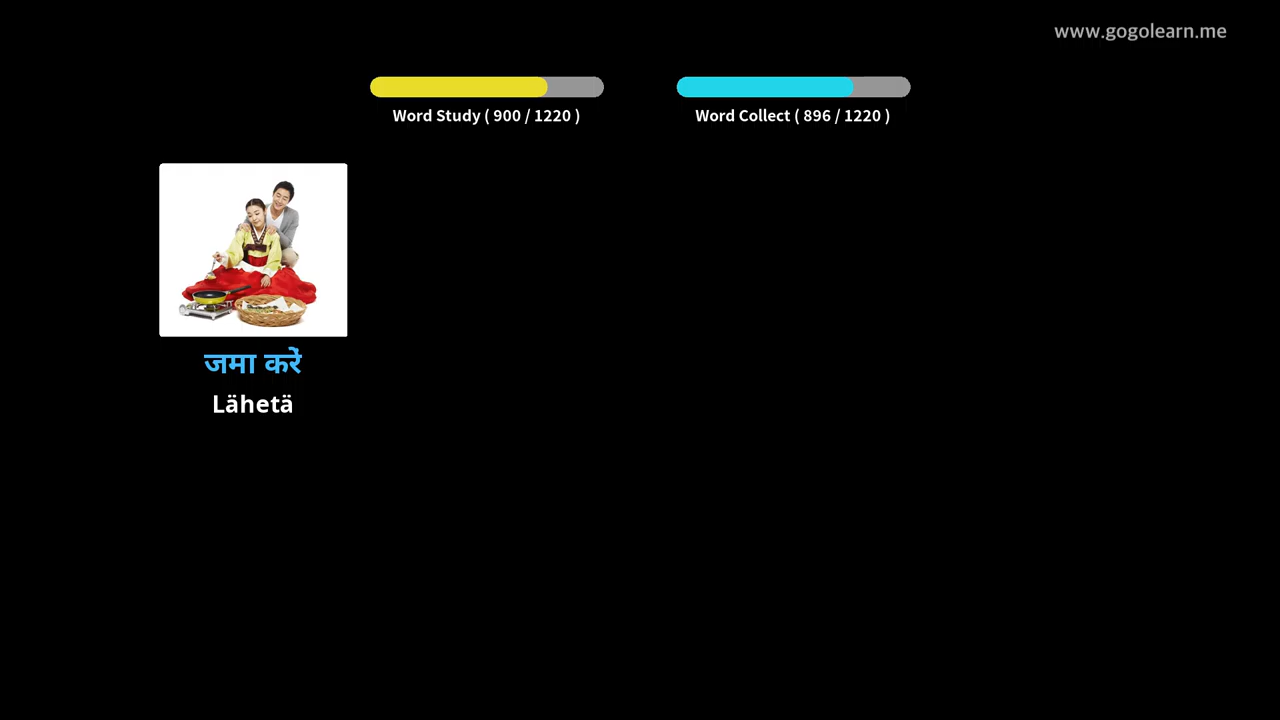 www.gogolearn.me
Word Study ( 900 / 1220 )
Word Collect ( 896 / 1220 )
जमा करें
Lähetä